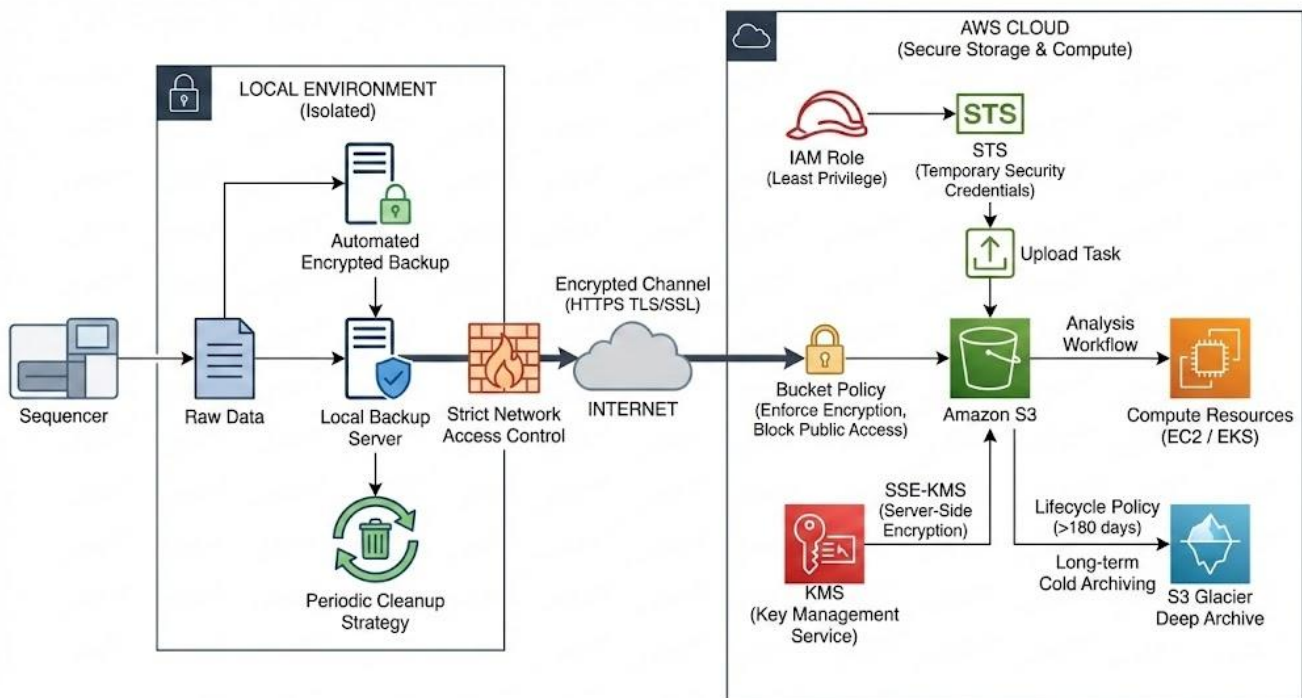 LOCAL ENVIRONMENT
(Isolated)
Automated
Encrypted Backup
Sequencer
Raw Data
Local Backup
Server
Strict Network
Access Control
Periodic Cleanup
Strategy
Encrypted Channel
(HTTPS TLS/SSL)
INTERNET
AWS CLOUD
(Secure Storage & Compute)
IAM Role
(Least Privilege)
STS
STS
(Temporary Security
Credentials)
Upload Task
Bucket Policy
(Enforce Encryption,
Block Public Access)
Amazon S3
Analysis
Workflow
Compute Resources
(EC2 / EKS)
SSE-KMS
(Server-Side
Encryption)
KMS
(Key Management
Service)
Lifecycle Policy
(>180 days)
Long-term
Cold Archiving
S3 Glacier
Deep Archive